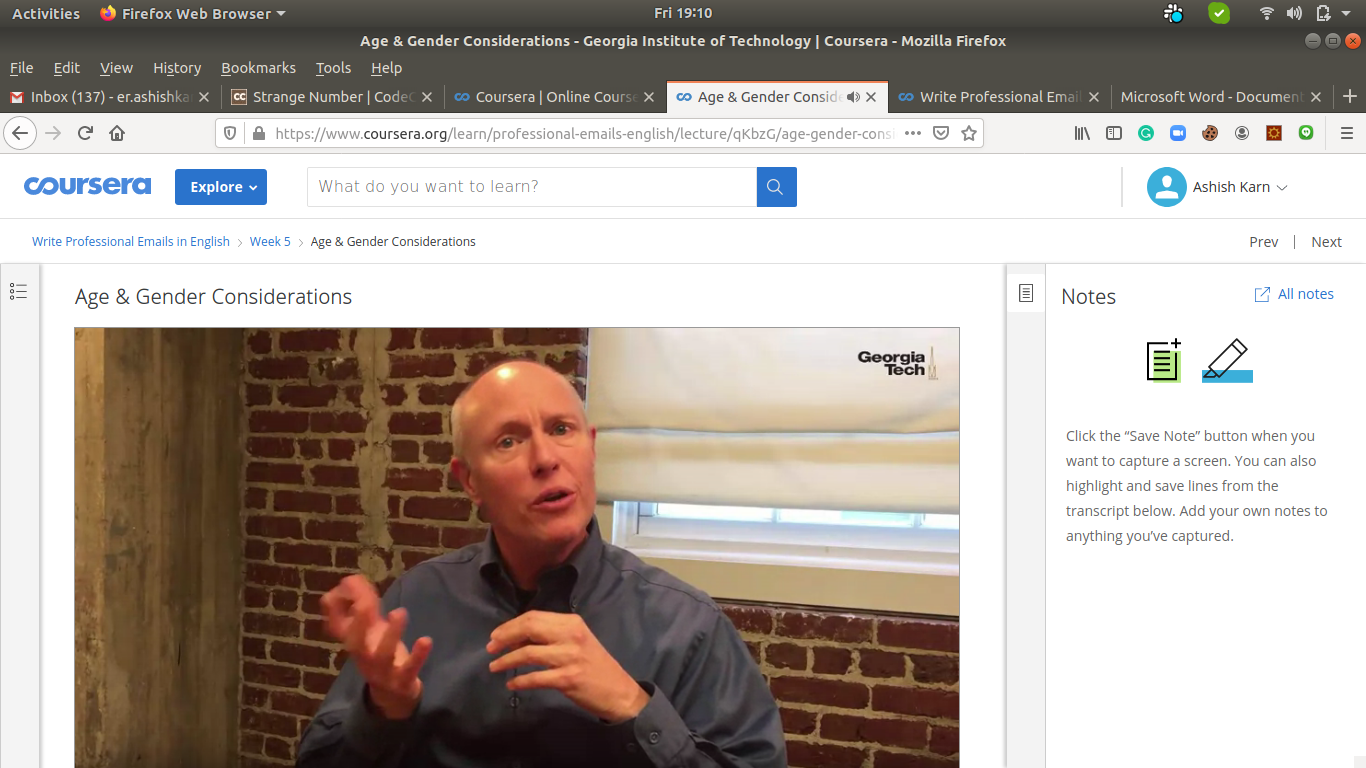 Activities Firefox Web Browser Fri 19:10
Age & Gender Considerations - Georgia Institute of Technology | Coursera - Mozilla Firefox
File Edit View History Bookmarks Tools Help
Inbox (137) - er.ashishka Strange Number | CodeC Coursera | Online Course Age & Gender Conside Write Professional Email Microsoft Word - Document
https://www.coursera.org/learn/professional-emails-english/lecture/qKbzG/age-gender-consi
coursera Explore What do you want to learn? Ashish Karn
Write Professional Emails in English Week 5 Age & Gender Considerations Prev | Next
Age & Gender Considerations
Georgia
Tech
Notes All notes
Click the “Save Note” button when you
want to capture a screen. You can also
highlight and save lines from the
transcript below. Add your own notes to
anything you’ve captured.